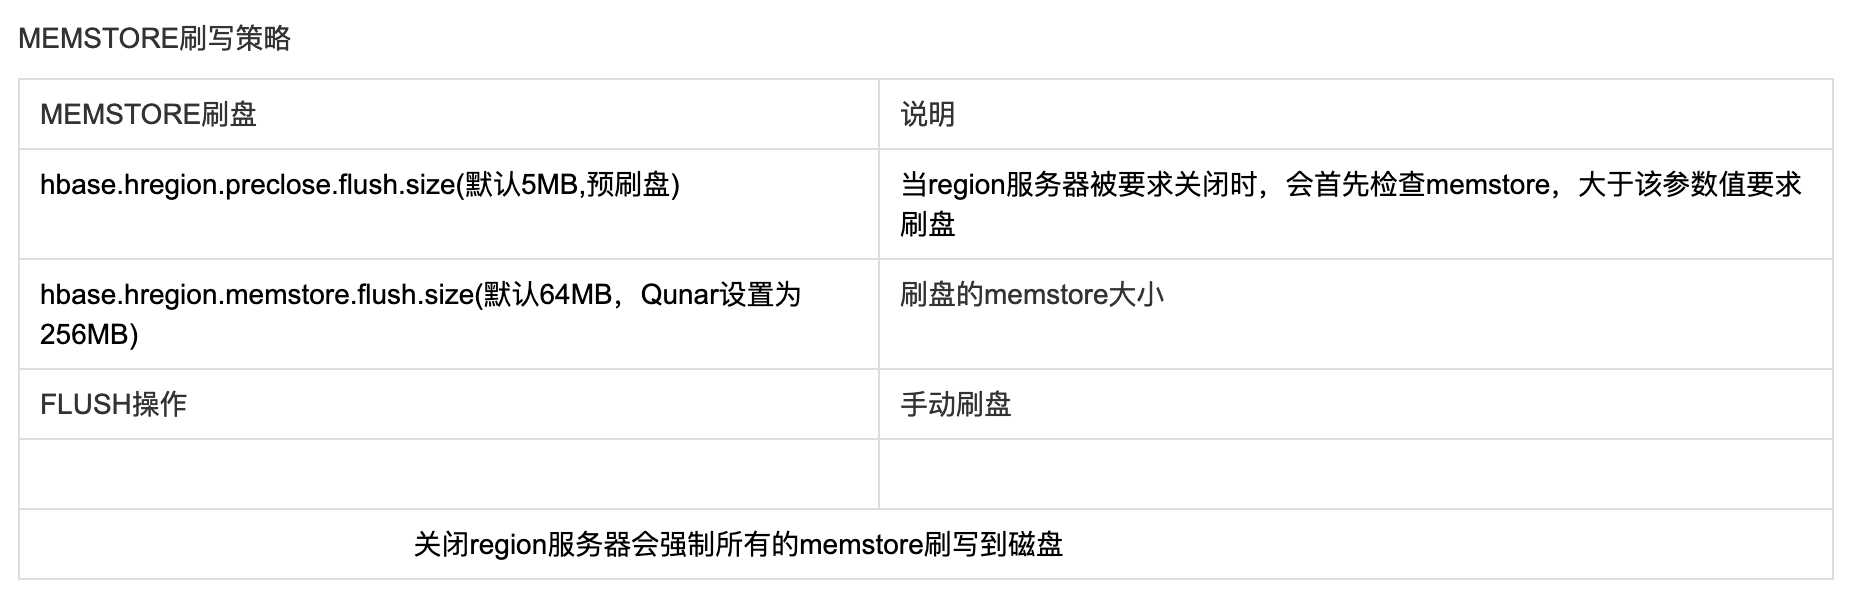 MEMSTORE刷写策略
MEMSTORE刷盘
说明
hbase.hregion.preclose.flush.size(默认5MB,预刷盘)
当region服务器被要求关闭时，会首先检查memstore，大于该参数值要求
刷盘
hbase.hregion.memstore.flush.size(默认64MB，Qunar设置为
256MB)
刷盘的memstore大小
FLUSH操作
手动刷盘
关闭region服务器会强制所有的memstore刷写到磁盘